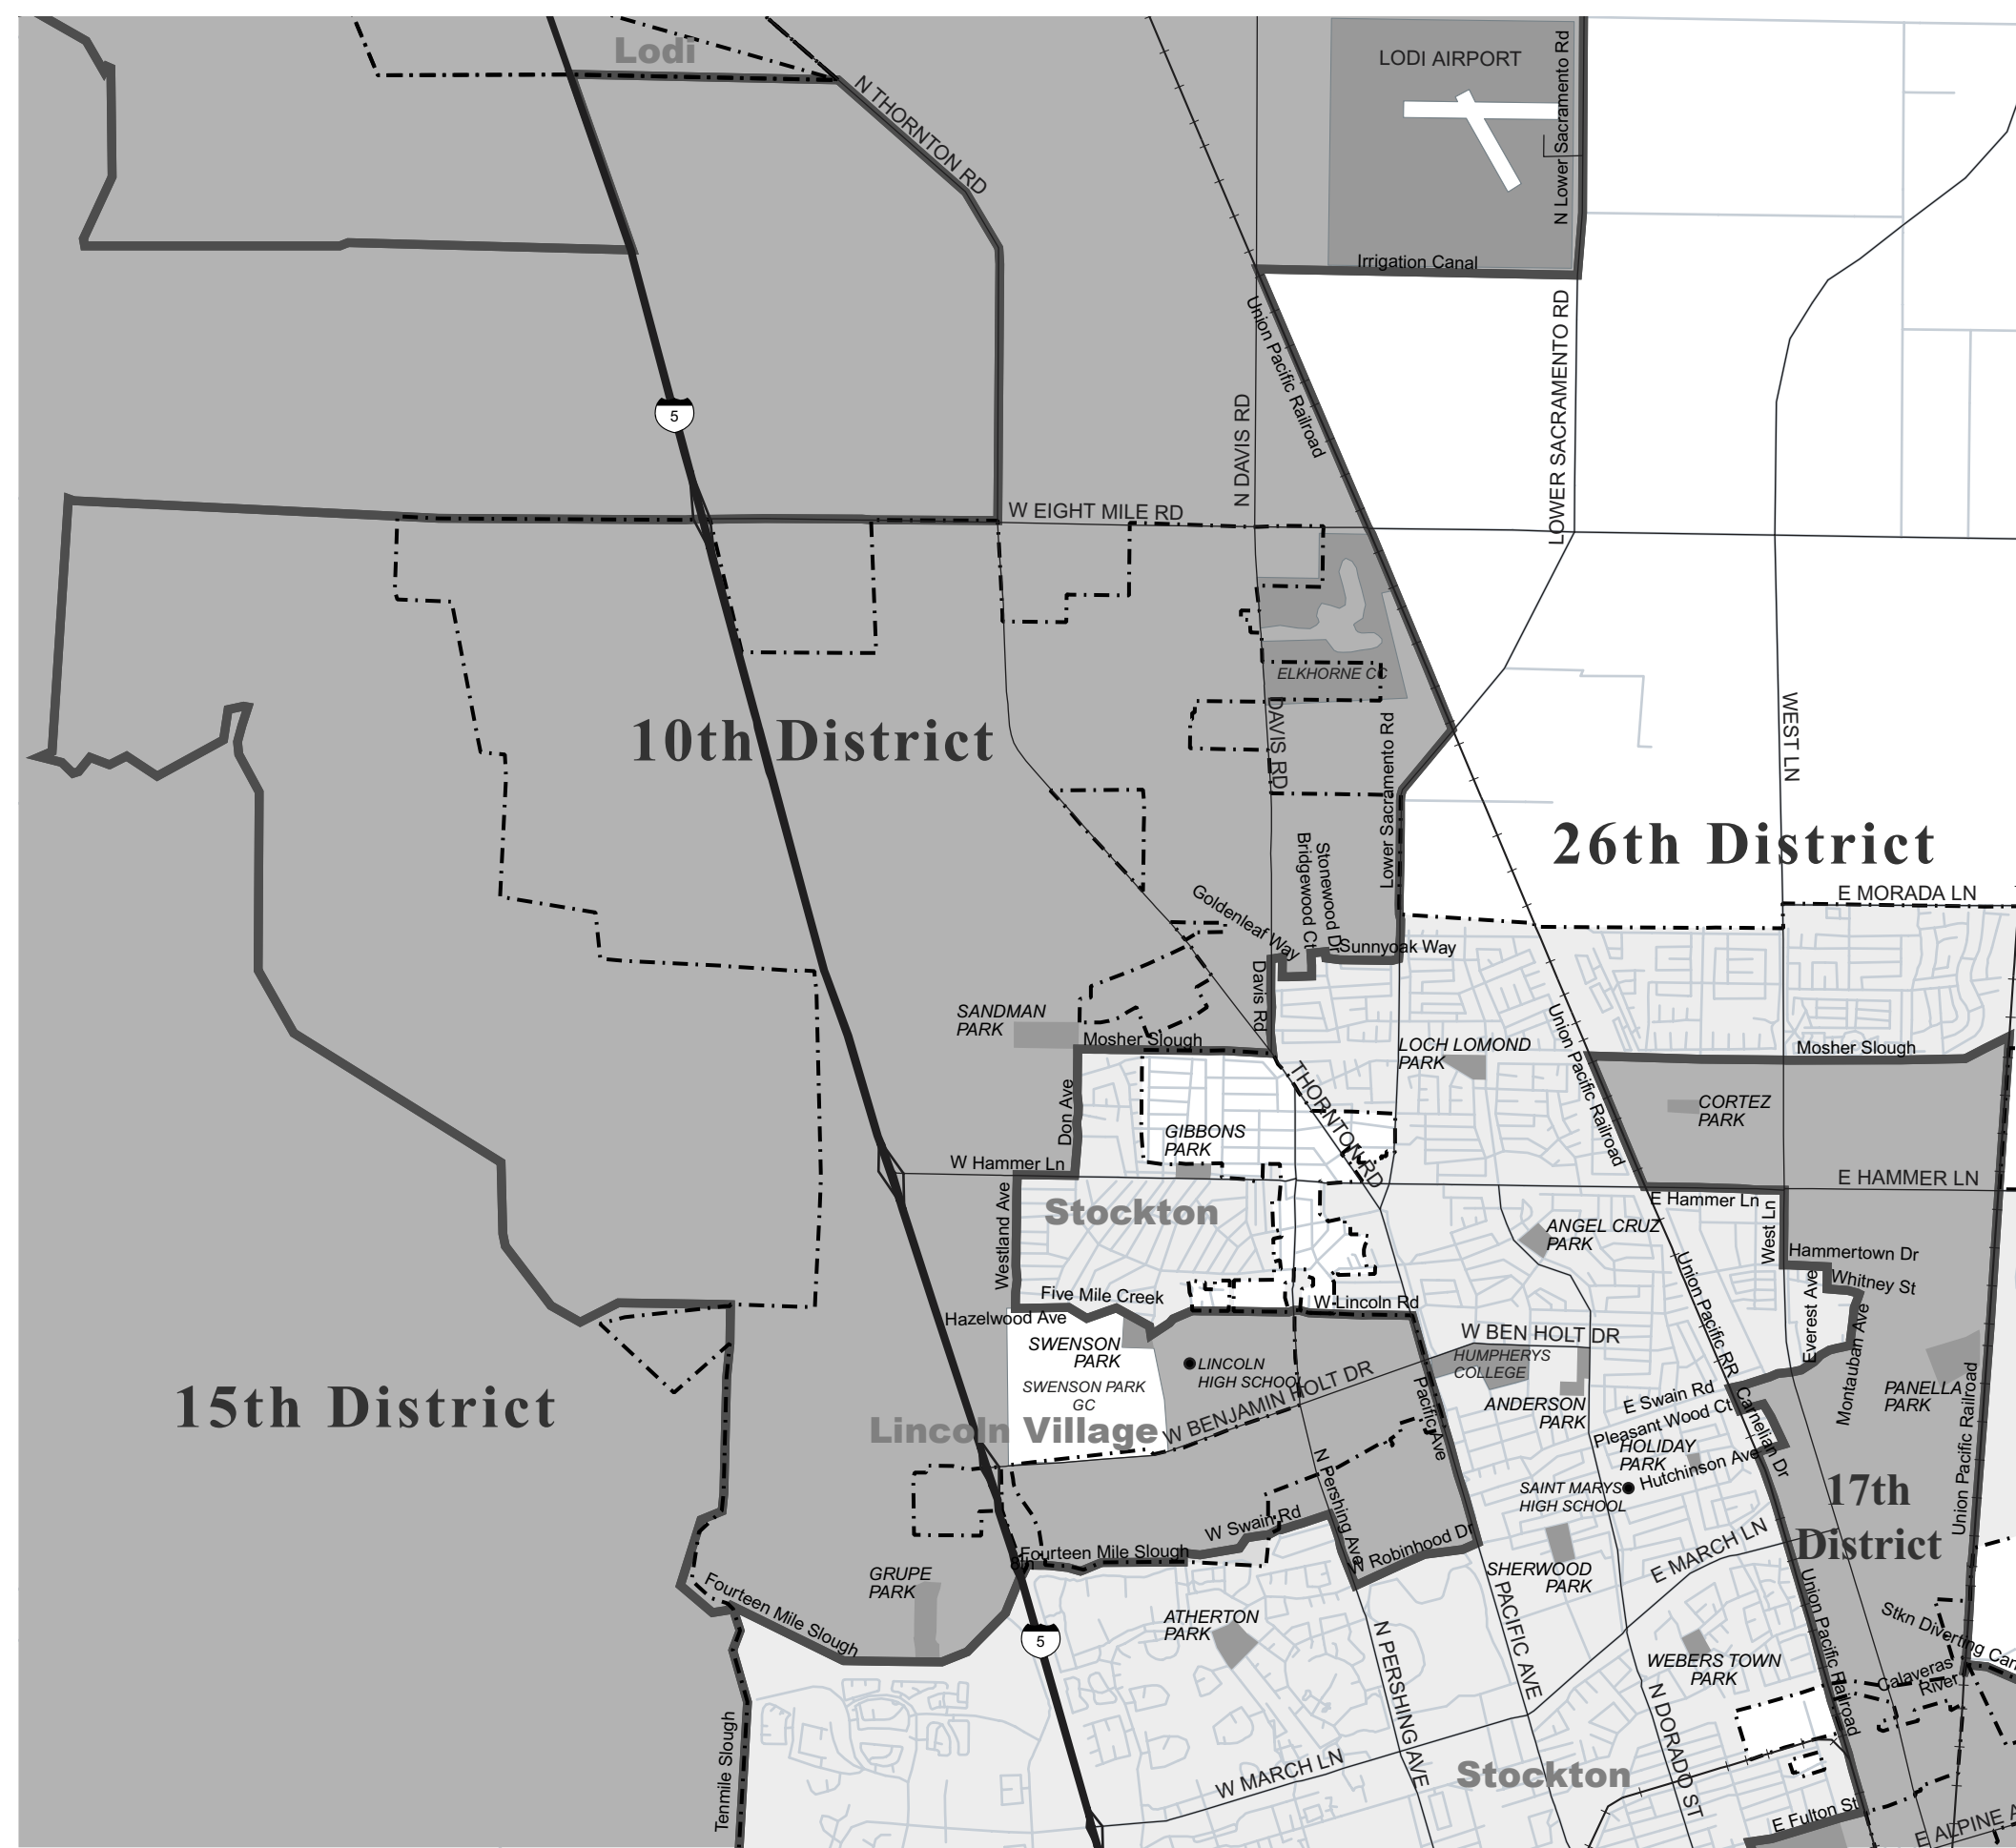 Lodi
LODI AIRPORT
N Lower Sacramento Rd
N THORNTON RD
Irrigation Canal
Union Pacific Railroad
LOWER SACRAMENTO RD
5
N DAVIS RD
W EIGHT MILE RD
ELKHORNE CC
DAVIS RD
Lower Sacramento Rd
WEST LN
10th District
26th District
Bridgewood Ct
Stonewood Dr
Goldenleaf Way
E MORADA LN
Sunnyoak Way
Davis Rd
SANDMAN
PARK
Mosher Slough
LOCH LOMOND
PARK
Union Pacific Railroad
Mosher Slough
THORNTON RD
Don Ave
CORTEZ
PARK
GIBBONS
PARK
W Hammer Ln
E HAMMER LN
E Hammer Ln
Westland Ave
Stockton
ANGEL CRUZ
PARK
West Ln
Hammertown Dr
Whitney St
Everest Ave
Montauban Ave
Union Pacific RR
Five Mile Creek
Hazelwood Ave
W Lincoln Rd
W BEN HOLT DR
SWENSON
PARK
LINCOLN
HIGH SCHOOL
HUMPHERYS
COLLEGE
SWENSON PARK
GC
W BENJAMIN HOLT DR
Pacific Ave
ANDERSON
PARK
E Swain Rd
Pleasant Wood Ct
Carnelian Dr
PANELLA
PARK
Union Pacific Railroad
15th District
Lincoln Village
HOLIDAY
PARK
Hutchinson Ave
SAINT MARYS
HIGH SCHOOL
17th
District
N Pershing Ave
W Swain Rd
W Robinhood Dr
E MARCH LN
Fourteen Mile Slough
SHERWOOD
PARK
GRUPE
PARK
Fourteen Mile Slough
ATHERTON
PARK
5
PACIFIC AVE
Union Pacific Railroad
Stkn Diverting Can
WEBERS TOWN
PARK
Calaveras
River
N PERSHING AVE
N DORADO ST
Tenmile Slough
W MARCH LN
Stockton
E Fulton St
E ALPINE A